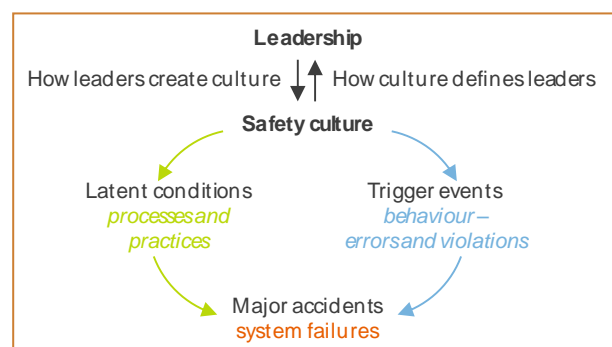 Leadership
How leaders create culture
How culture defines leaders
Safety culture
Latent conditions
processes and
practices
Trigger events
behaviour –
errors and violations
Major accidents
system failures